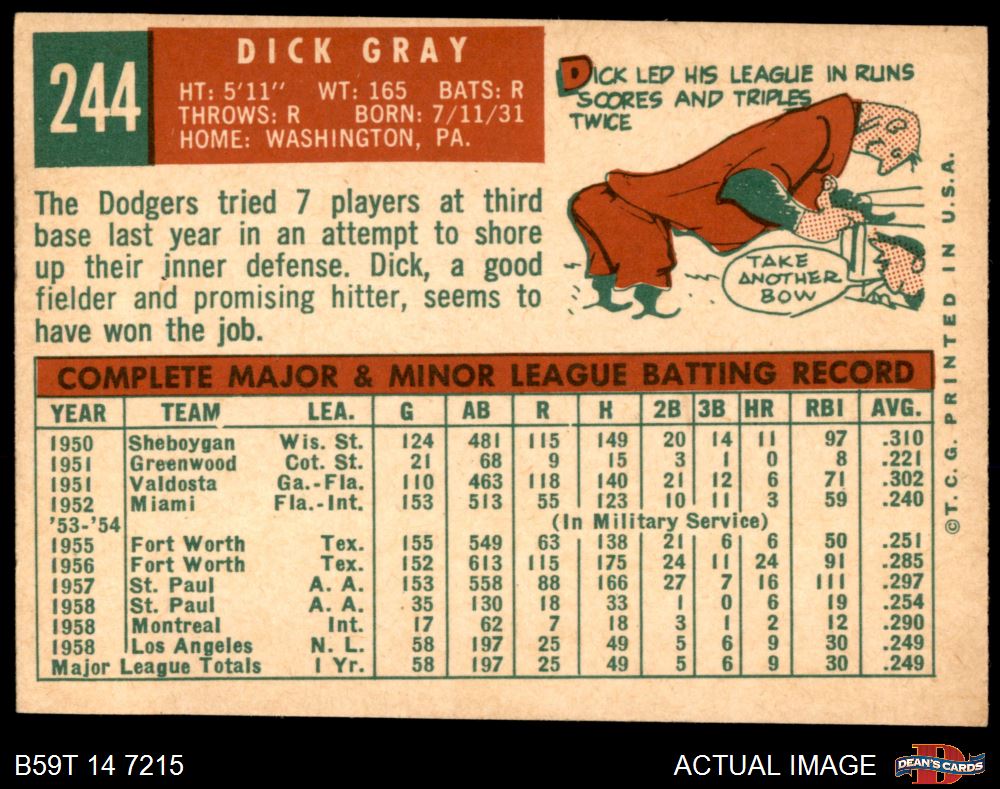 244
DICK GRAY
HT: 5'11" WT: 165 BATS: R
THROWS: R BORN: 7/11/31
HOME: WASHINGTON, PA.
DICK LED HIS LEAGUE IN RUNS
SCORES AND TRIPLES
TWICE
TAKE
ANOTHER
BOW
The Dodgers tried 7 players at third
base last year in an attempt to shore
up their inner defense. Dick, a good
fielder and promising hitter, seems to
have won the job.
COMPLETE MAJOR & MINOR LEAGUE BATTING RECORD
YEAR TEAM LEA. G AB R H 2B 3B HR RBI AVG.
1950 Sheboygan Wis. St. 124 481 115 149 20 14 11 97 .310
1951 Greenwood Cot. St. 21 68 9 15 3 1 0 8 .221
1951 Valdosta Ga.-Fla. 110 463 118 140 21 12 6 71 .302
1952 Miami Fla.-Int. 153 513 55 123 10 11 3 59 .240
'53-'54 (In Military Service)
1955 Fort Worth Tex. 155 549 63 138 21 6 6 50 .251
1956 Fort Worth Tex. 152 613 115 175 24 11 24 91 .285
1957 St. Paul A. A. 153 558 88 166 27 7 16 111 .297
1958 St. Paul A. A. 35 130 18 33 1 0 6 19 .254
1958 Montreal Int. 17 62 7 18 3 1 2 12 .290
1958 Los Angeles N. L. 58 197 25 49 5 6 9 30 .249
Major League Totals 1 Yr. 58 197 25 49 5 6 9 30 .249
©T.C.G. PRINTED IN U.S.A.
B59T 14 7215
ACTUAL IMAGE
D
DEAN'S CARDS